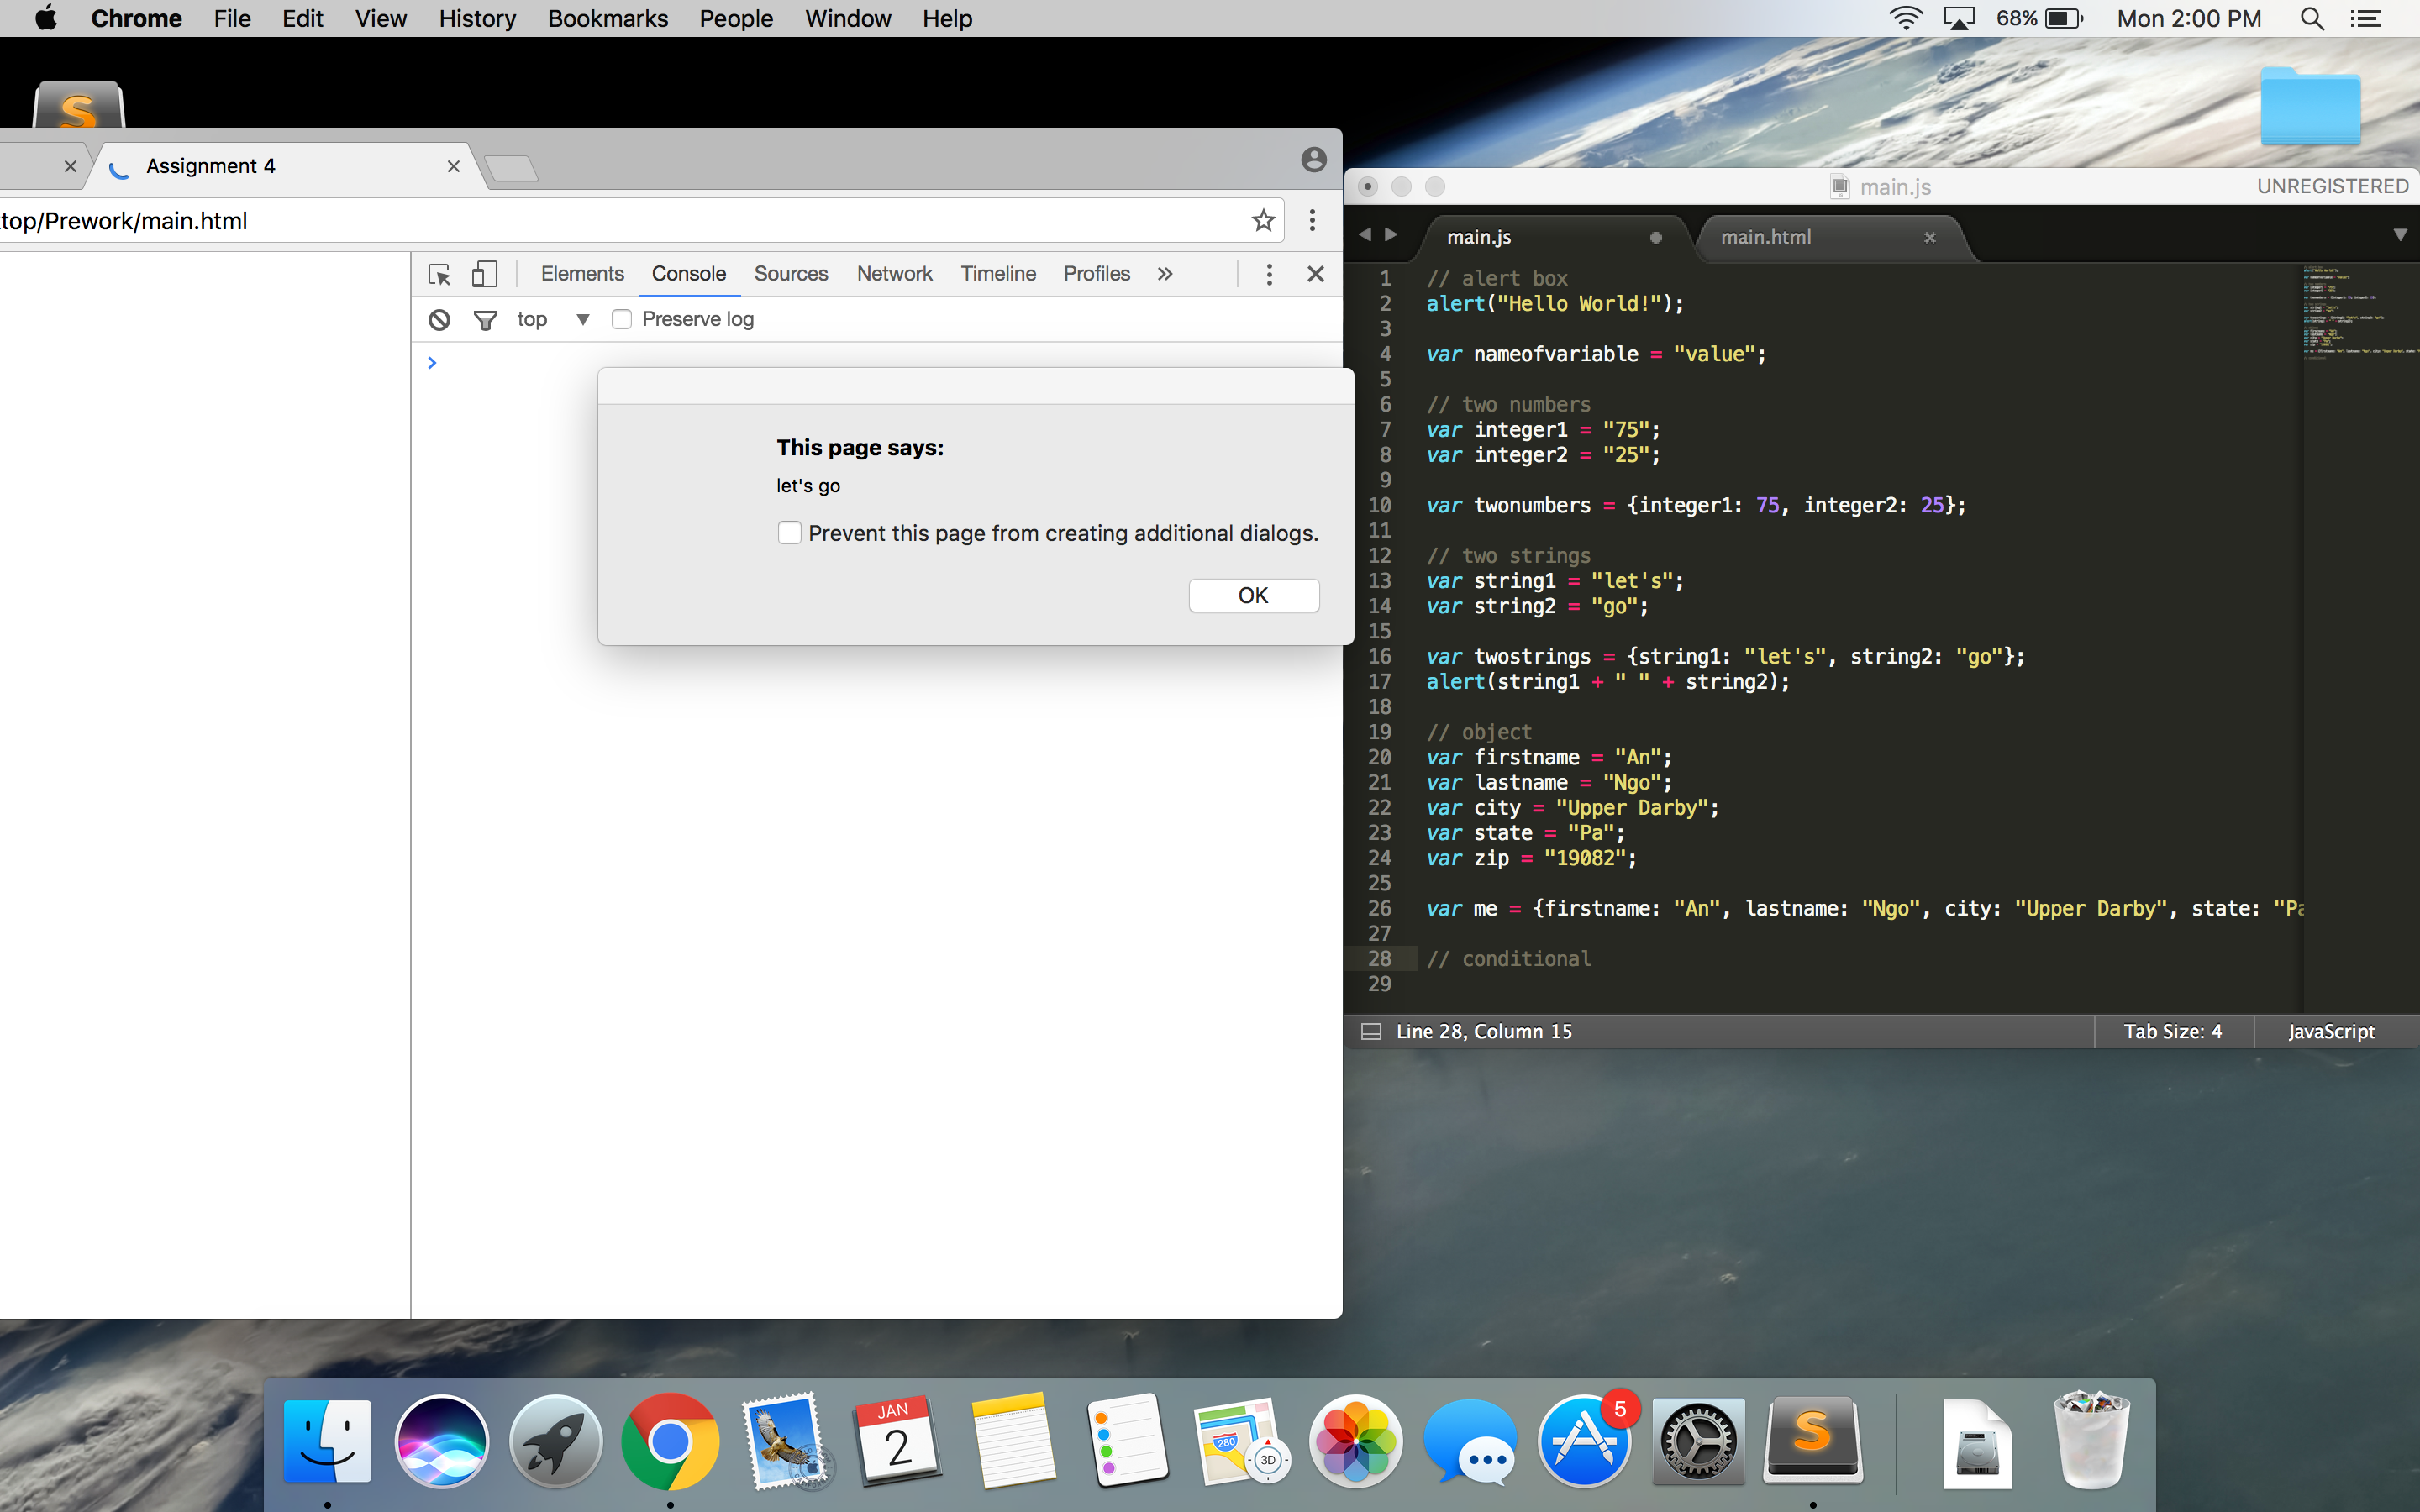 Chrome File Edit View History Bookmarks People Window Help 68% Mon 2:00 PM
Assignment 4
top/Prework/main.html
Elements Console Sources Network Timeline Profiles »
top Preserve log
This page says:
let's go
Prevent this page from creating additional dialogs.
OK
main.js UNREGISTERED
main.js main.html
1 // alert box
2 alert("Hello World!");
3
4 var nameofvariable = "value";
5
6 // two numbers
7 var integer1 = "75";
8 var integer2 = "25";
9
10 var twonumbers = {integer1: 75, integer2: 25};
11
12 // two strings
13 var string1 = "let's";
14 var string2 = "go";
15
16 var twostrings = {string1: "let's", string2: "go"};
17 alert(string1 + " " + string2);
18
19 // object
20 var firstname = "An";
21 var lastname = "Ngo";
22 var city = "Upper Darby";
23 var state = "Pa";
24 var zip = "19082";
25
26 var me = {firstname: "An", lastname: "Ngo", city: "Upper Darby", state: "Pa
27
28 // conditional
29
Line 28, Column 15 Tab Size: 4 JavaScript
JAN
2
280
3D
5